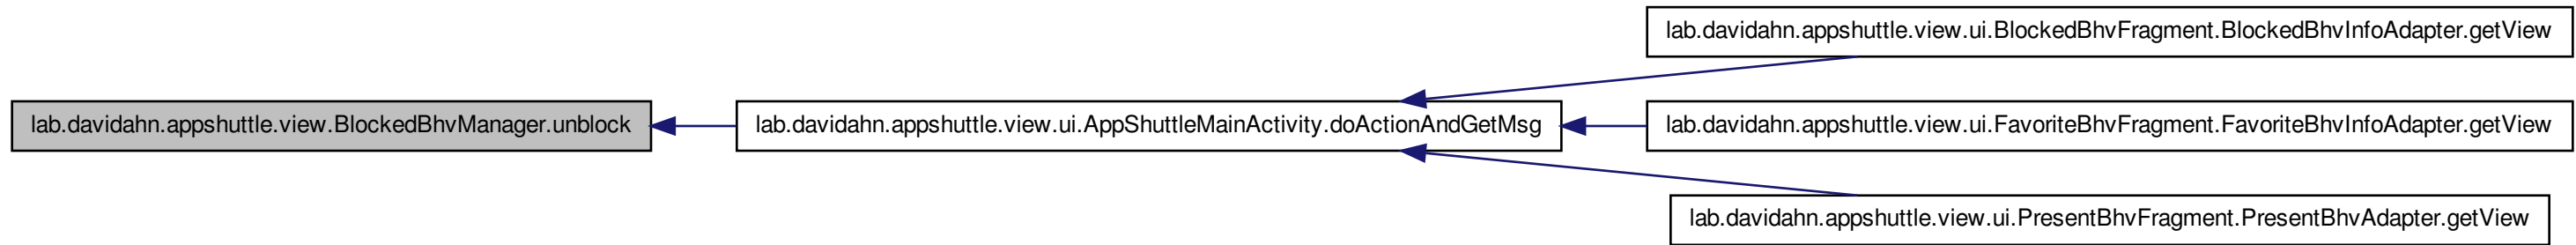 lab.davidahn.appshuttle.view.ui.BlockedBhvFragment.BlockedBhvInfoAdapter.getView
lab.davidahn.appshuttle.view.BlockedBhvManager.unblock
lab.davidahn.appshuttle.view.ui.AppShuttleMainActivity.doActionAndGetMsg
lab.davidahn.appshuttle.view.ui.FavoriteBhvFragment.FavoriteBhvInfoAdapter.getView
lab.davidahn.appshuttle.view.ui.PresentBhvFragment.PresentBhvAdapter.getView